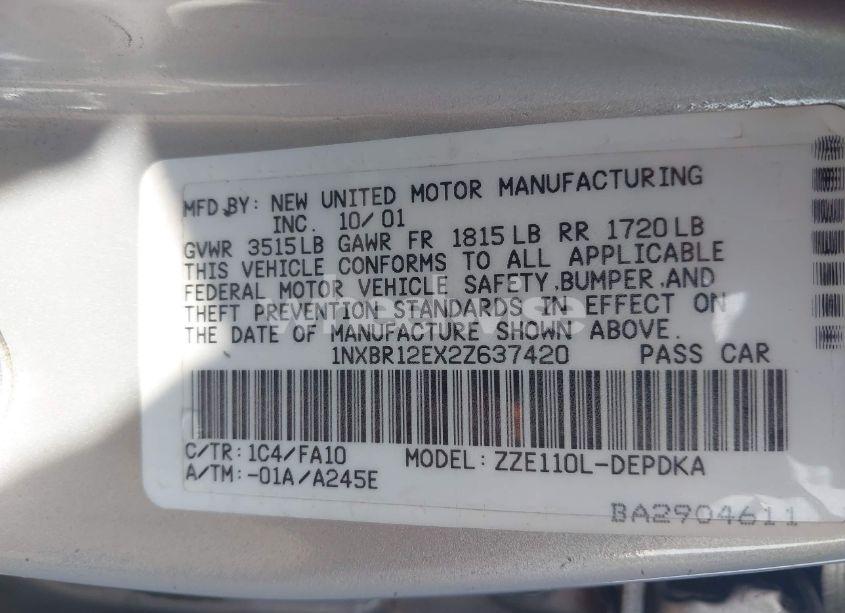 MFD.BY: NEW UNITED MOTOR MANUFACTURING
INC. 10/01
GVWR 3515LB GAWR FR 1815LB RR 1720LB
THIS VEHICLE CONFORMS TO ALL APPLICABLE
FEDERAL MOTOR VEHICLE SAFETY,BUMPER,AND
THEFT PREVENTION STANDARDS IN EFFECT ON
THE DATE OF MANUFACTURE SHOWN ABOVE.
1NXBR12EX2Z637420 PASS CAR
C/TR: 1C4/FA10 MODEL: ZZE110L-DEPDKA
A/TM: -01A/A245E
BA2904611